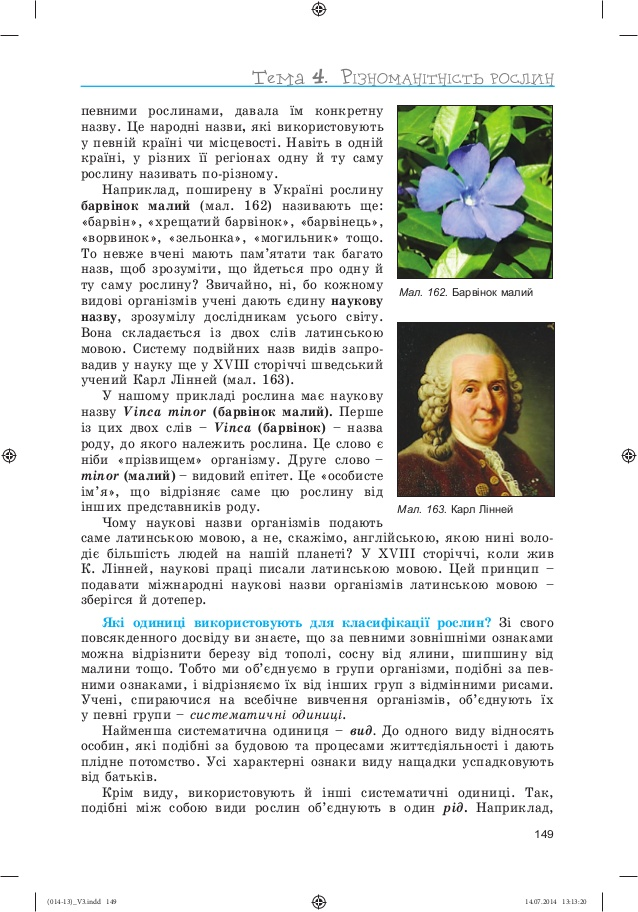 Тема 4. Різноманітність рослин
певними рослинами, давала їм конкретну
назву. Це народні назви, які використовують
у певній країні чи місцевості. Навіть в одній
країні, у різних її регіонах одну й ту саму
рослину називать по-різному.
Наприклад, поширену в Україні рослину
барвінок малий (мал. 162) називають ще:
«барвін», «хрещатий барвінок», «барвінець»,
«ворвинок», «зельонка», «могильник» тощо.
То невже вчені мають пам’ятати так багато
назв, щоб зрозуміти, що йдеться про одну й
ту саму рослину? Звичайно, ні, бо кожному
видові організмів учені дають єдину наукову
назву, зрозумілу дослідникам усього світу.
Вона складається із двох слів латинською
мовою. Систему подвійних назв видів запро-
вадив у науку ще у XVIII сторіччі шведський
учений Карл Лінней (мал. 163).
У нашому прикладі рослина має наукову
назву Vinca minor (барвінок малий). Перше
із цих двох слів – Vinca (барвінок) – назва
роду, до якого належить рослина. Це слово є
ніби «прізвищем» організму. Друге слово –
minor (малий) – видовий епітет. Це «особисте
ім’я», що відрізняє саме цю рослину від
інших представників роду.
Мал. 162. Барвінок малий
Мал. 163. Карл Лінней
Чому наукові назви організмів подають
саме латинською мовою, а не, скажімо, англійською, якою нині воло-
діє більшість людей на нашій планеті? У XVIII сторіччі, коли жив
К. Лінней, наукові праці писали латинською мовою. Цей принцип –
подавати міжнародні наукові назви організмів латинською мовою –
зберігся й дотепер.
Які одиниці використовують для класифікації рослин? Зі свого
повсякденного досвіду ви знаєте, що за певними зовнішніми ознаками
можна відрізнити березу від тополі, сосну від ялини, шипшину від
малини тощо. Тобто ми об’єднуємо в групи організми, подібні за пев-
ними ознаками, і відрізняємо їх від інших груп з відмінними рисами.
Учені, спираючися на всебічне вивчення організмів, об’єднують їх
у певні групи – систематичні одиниці.
Найменша систематична одиниця – вид. До одного виду відносять
особин, які подібні за будовою та процесами життєдіяльності і дають
плідне потомство. Усі характерні ознаки виду нащадки успадковують
від батьків.
Крім виду, використовують й інші систематичні одиниці. Так,
подібні між собою види рослин об’єднують в один рід. Наприклад,
149
(014-13)_V3.indd 149
14.07.2014 13:13:20